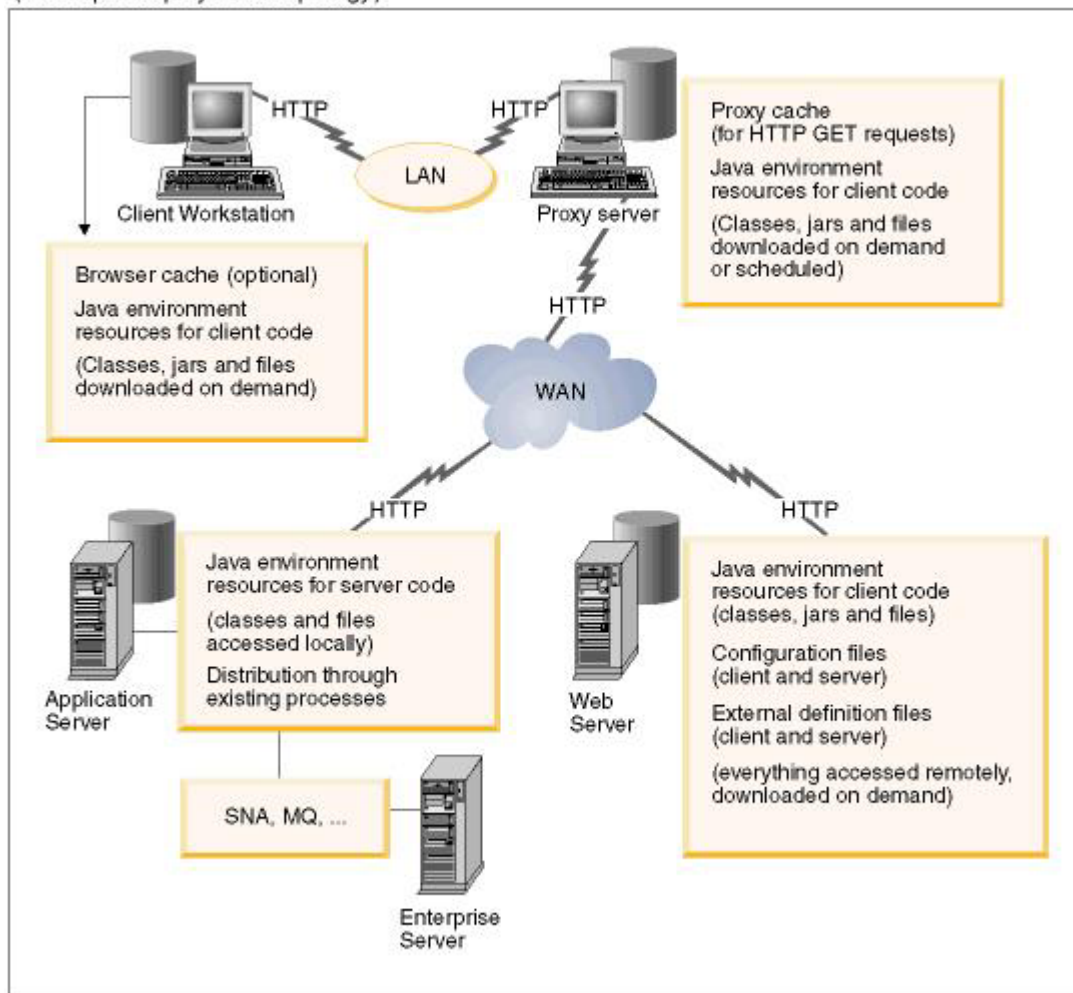 HTTP
HTTP
LAN
Client Workstation
Proxy server
Proxy cache
(for HTTP GET requests)
Java environment
resources for client code
(Classes, jars and files
downloaded on demand
or scheduled)
Browser cache (optional)
Java environment
resources for client code
(Classes, jars and files
downloaded on demand)
HTTP
WAN
HTTP
HTTP
Java environment
resources for server code
(classes and files
accessed locally)
Distribution through
existing processes
Application
Server
Web
Server
Java environment
resources for client code
(classes, jars and files)
Configuration files
(client and server)
External definition files
(client and server)
(everything accessed remotely,
downloaded on demand)
SNA, MQ, ...
Enterprise
Server